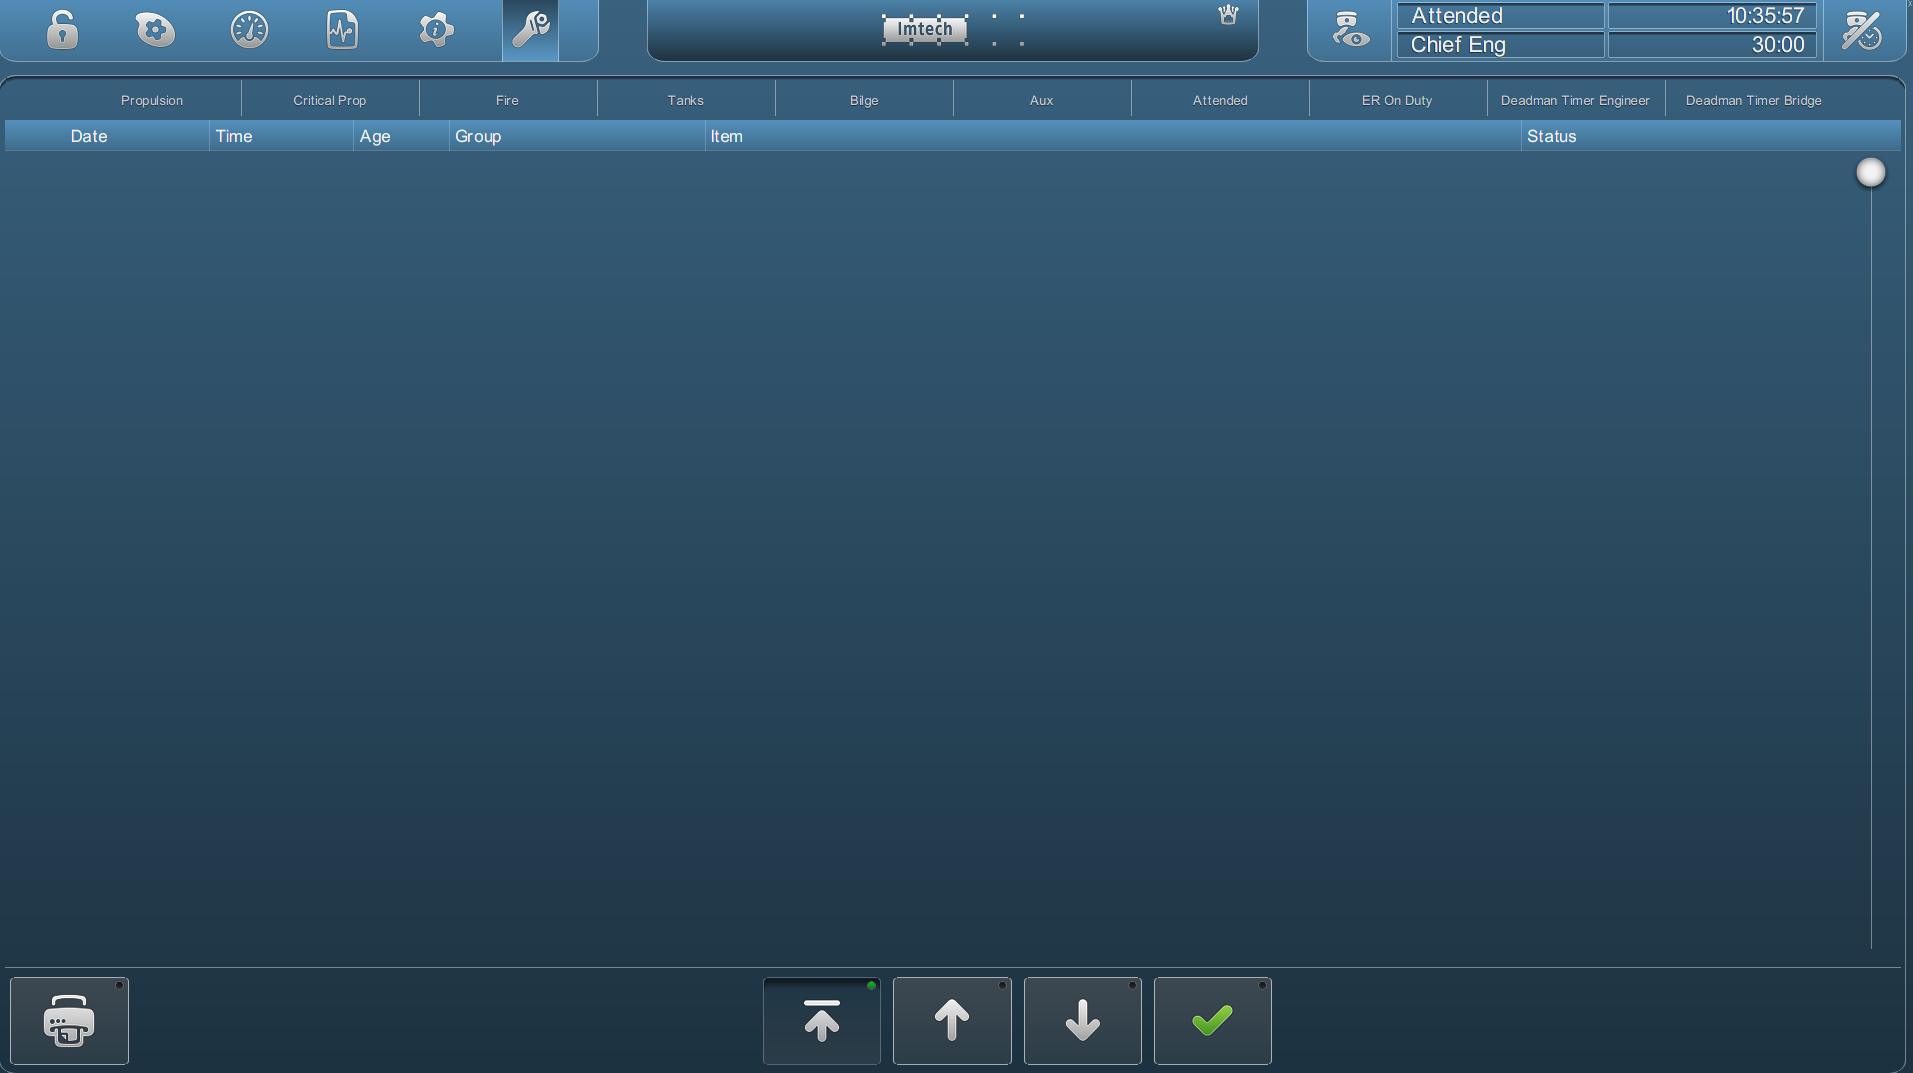 Imtech
Attended 10:35:57
Chief Eng 30:00
Propulsion Critical Prop Fire Tanks Bilge Aux Attended ER On Duty Deadman Timer Engineer Deadman Timer Bridge
Date Time Age Group Item Status